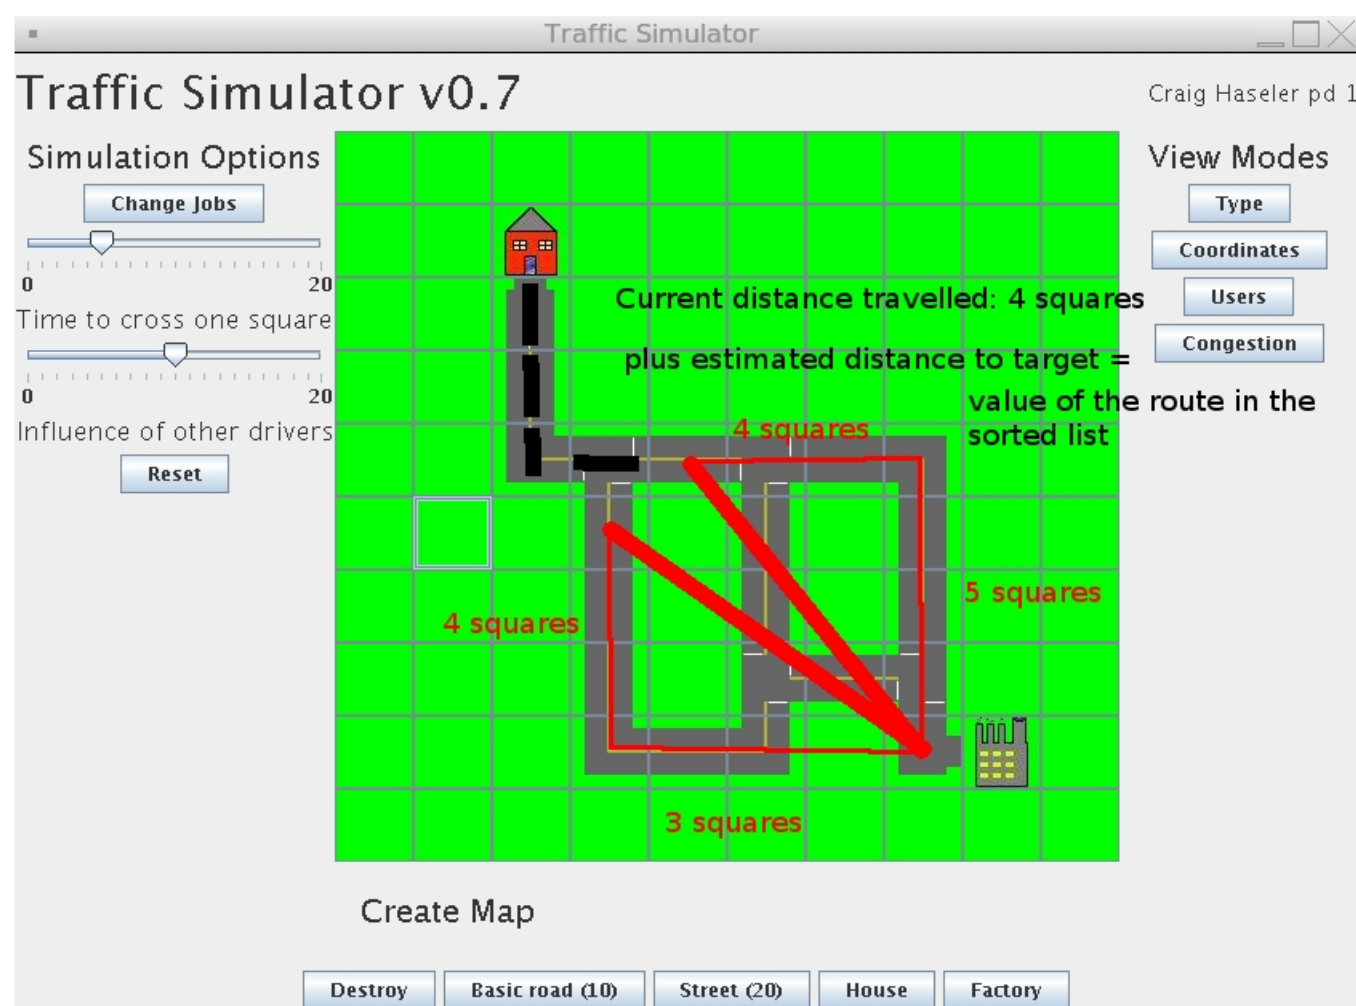 Traffic Simulator
Traffic Simulator v0.7
Craig Haseler pd 1
Simulation Options
Change Jobs
0 20
Time to cross one square
0 20
Influence of other drivers
Reset
View Modes
Type
Coordinates
Users
Congestion
Current distance travelled: 4 squares
plus estimated distance to target =
value of the route in the
sorted list
4 squares
5 squares
4 squares
3 squares
Create Map
Destroy Basic road (10) Street (20) House Factory